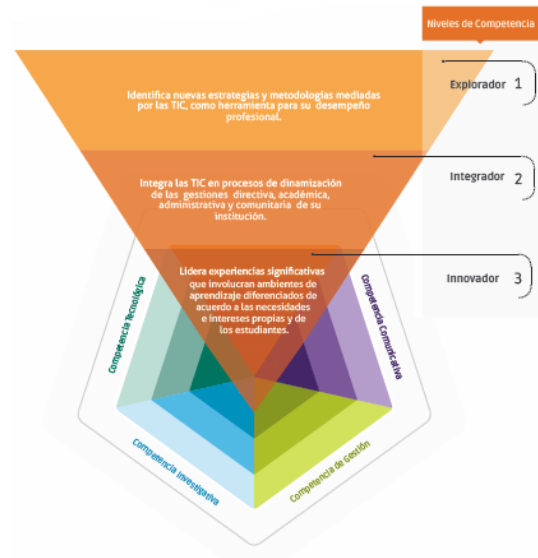 Niveles de Competencia
Explorador 1
Identifica nuevas estrategias y metodologías mediadas
por las TIC, como herramienta para su desempeño
profesional.
Integrador 2
Integra las TIC en procesos de dinamización
de las gestiones directiva, académica,
administrativa y comunitaria de su
institución.
Innovador 3
Lidera experiencias significativas
que involucran ambientes de
aprendizaje diferenciados de
acuerdo a las necesidades
e intereses propias y de
los estudiantes.
Competencia Tecnológica
Competencia Comunicativa
Competencia Investigativa
Competencia de Gestión